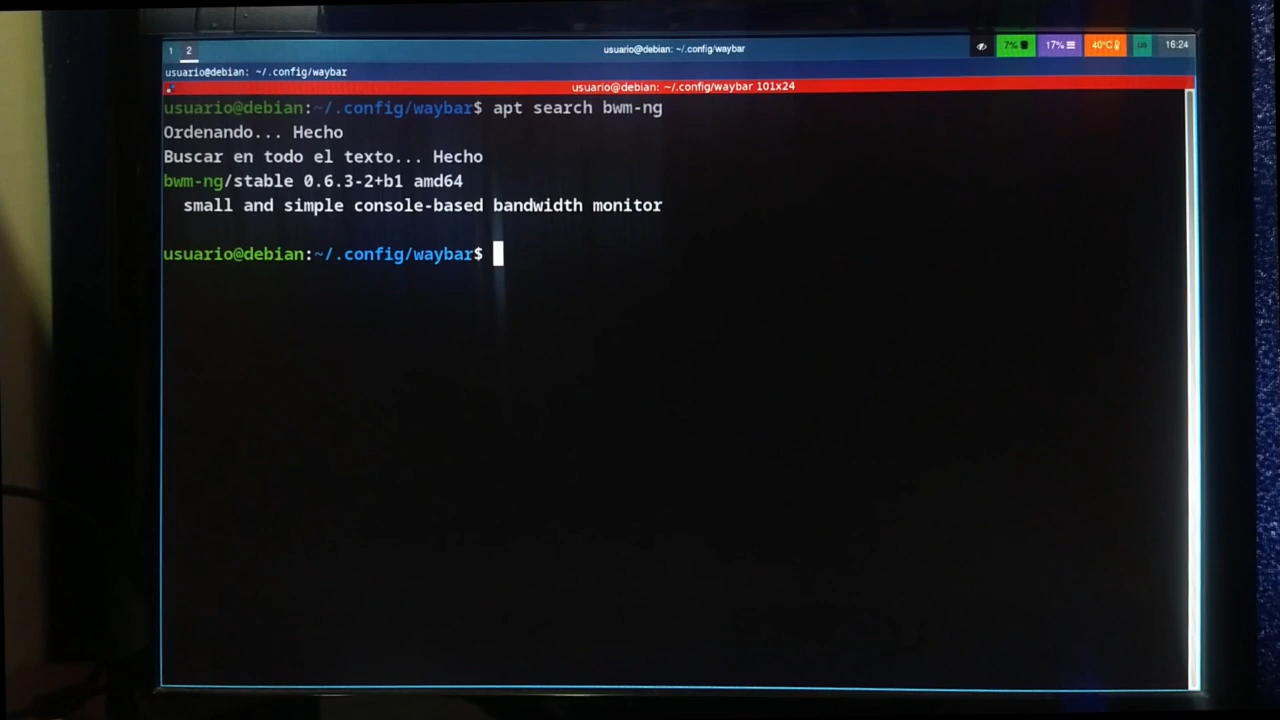 1 2 usuario@debian: ~/.config/waybar 7% 17% 40°C us 16:24
usuario@debian: ~/.config/waybar
usuario@debian: ~/.config/waybar 101x24
usuario@debian:~/.config/waybar$ apt search bwm-ng
Ordenando... Hecho
Buscar en todo el texto... Hecho
bwm-ng/stable 0.6.3-2+b1 amd64
small and simple console-based bandwidth monitor
usuario@debian:~/.config/waybar$